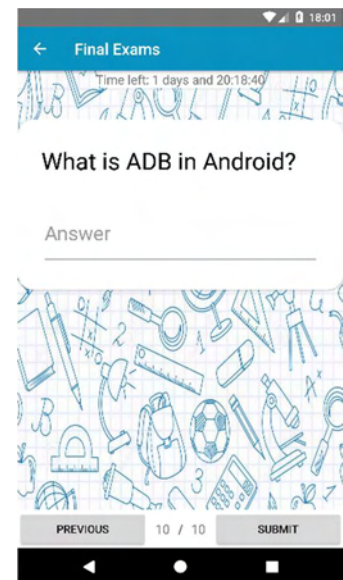 18:01
Final Exams
Time left: 1 days and 20:18:40
What is ADB in Android?
Answer
PREVIOUS 10 / 10 SUBMIT